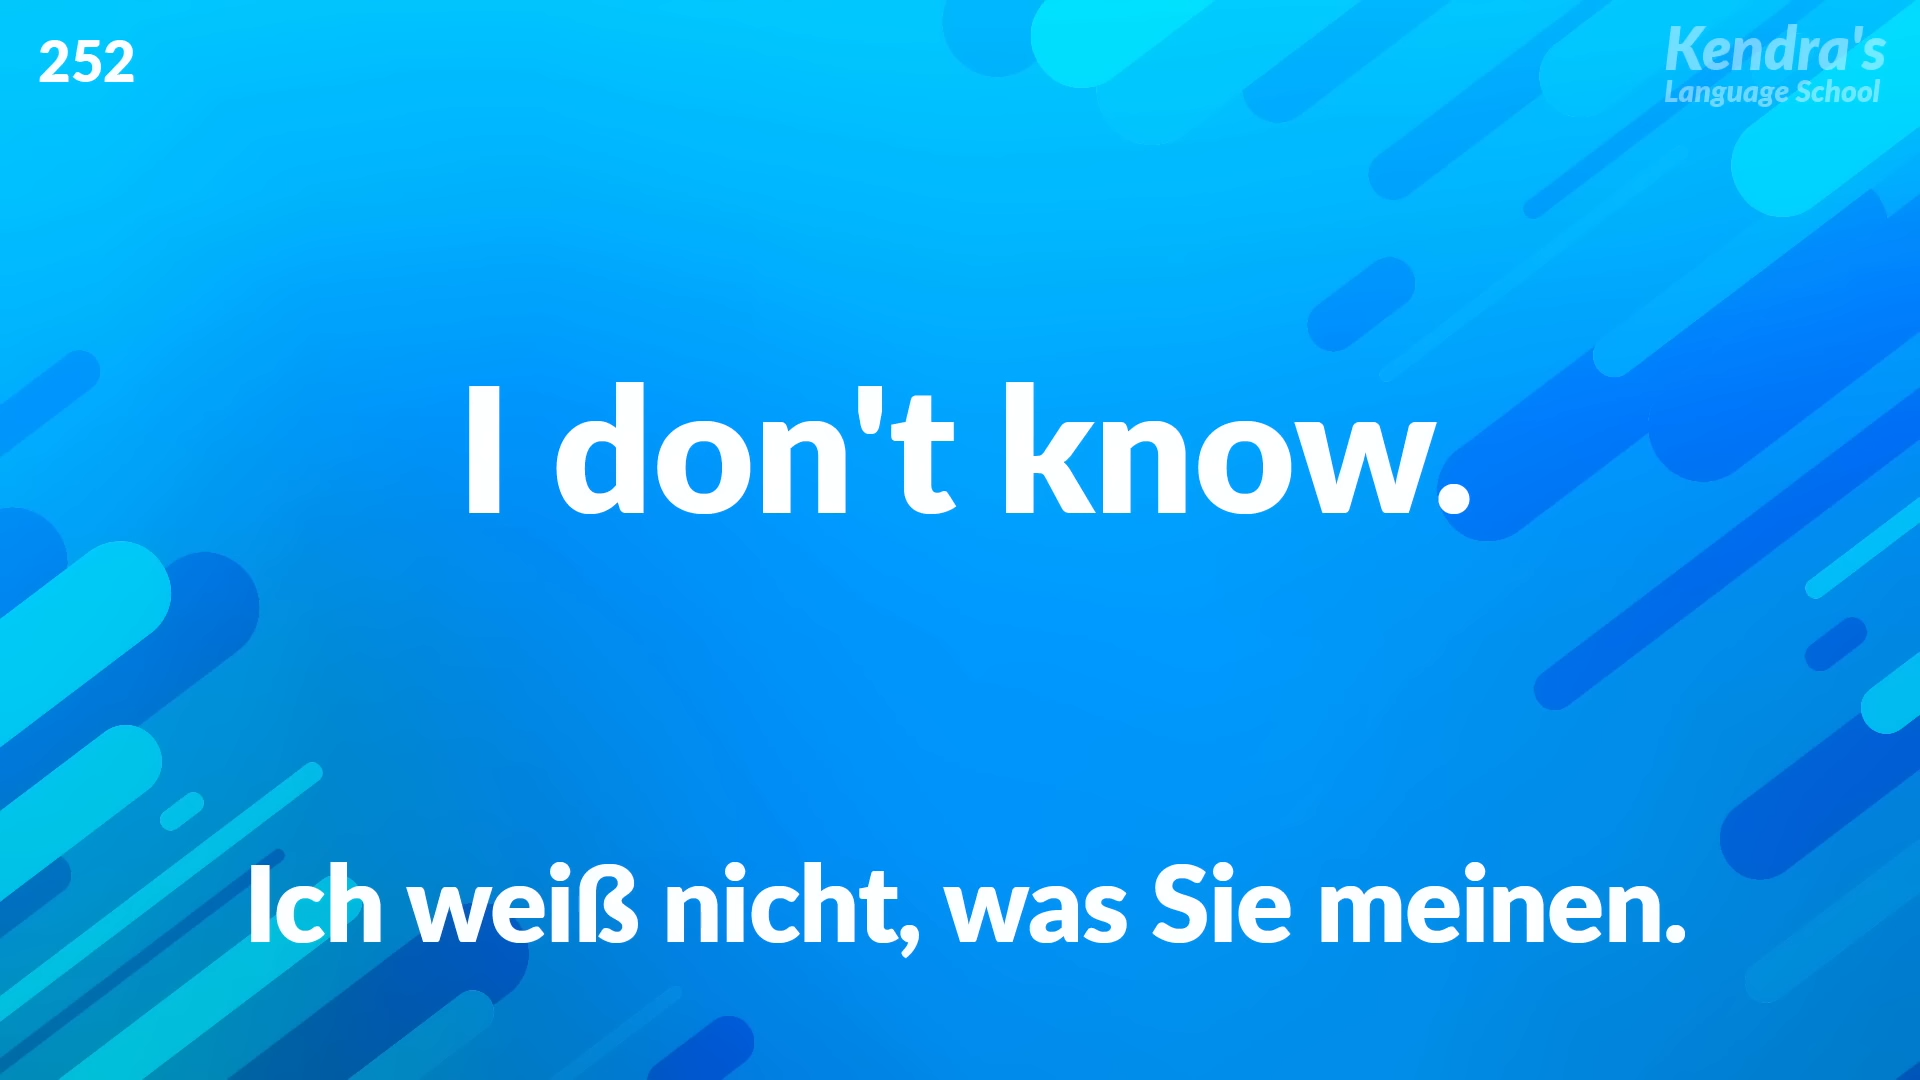 252
Kendra's
Language School
I don't know.
Ich weiß nicht, was Sie meinen.